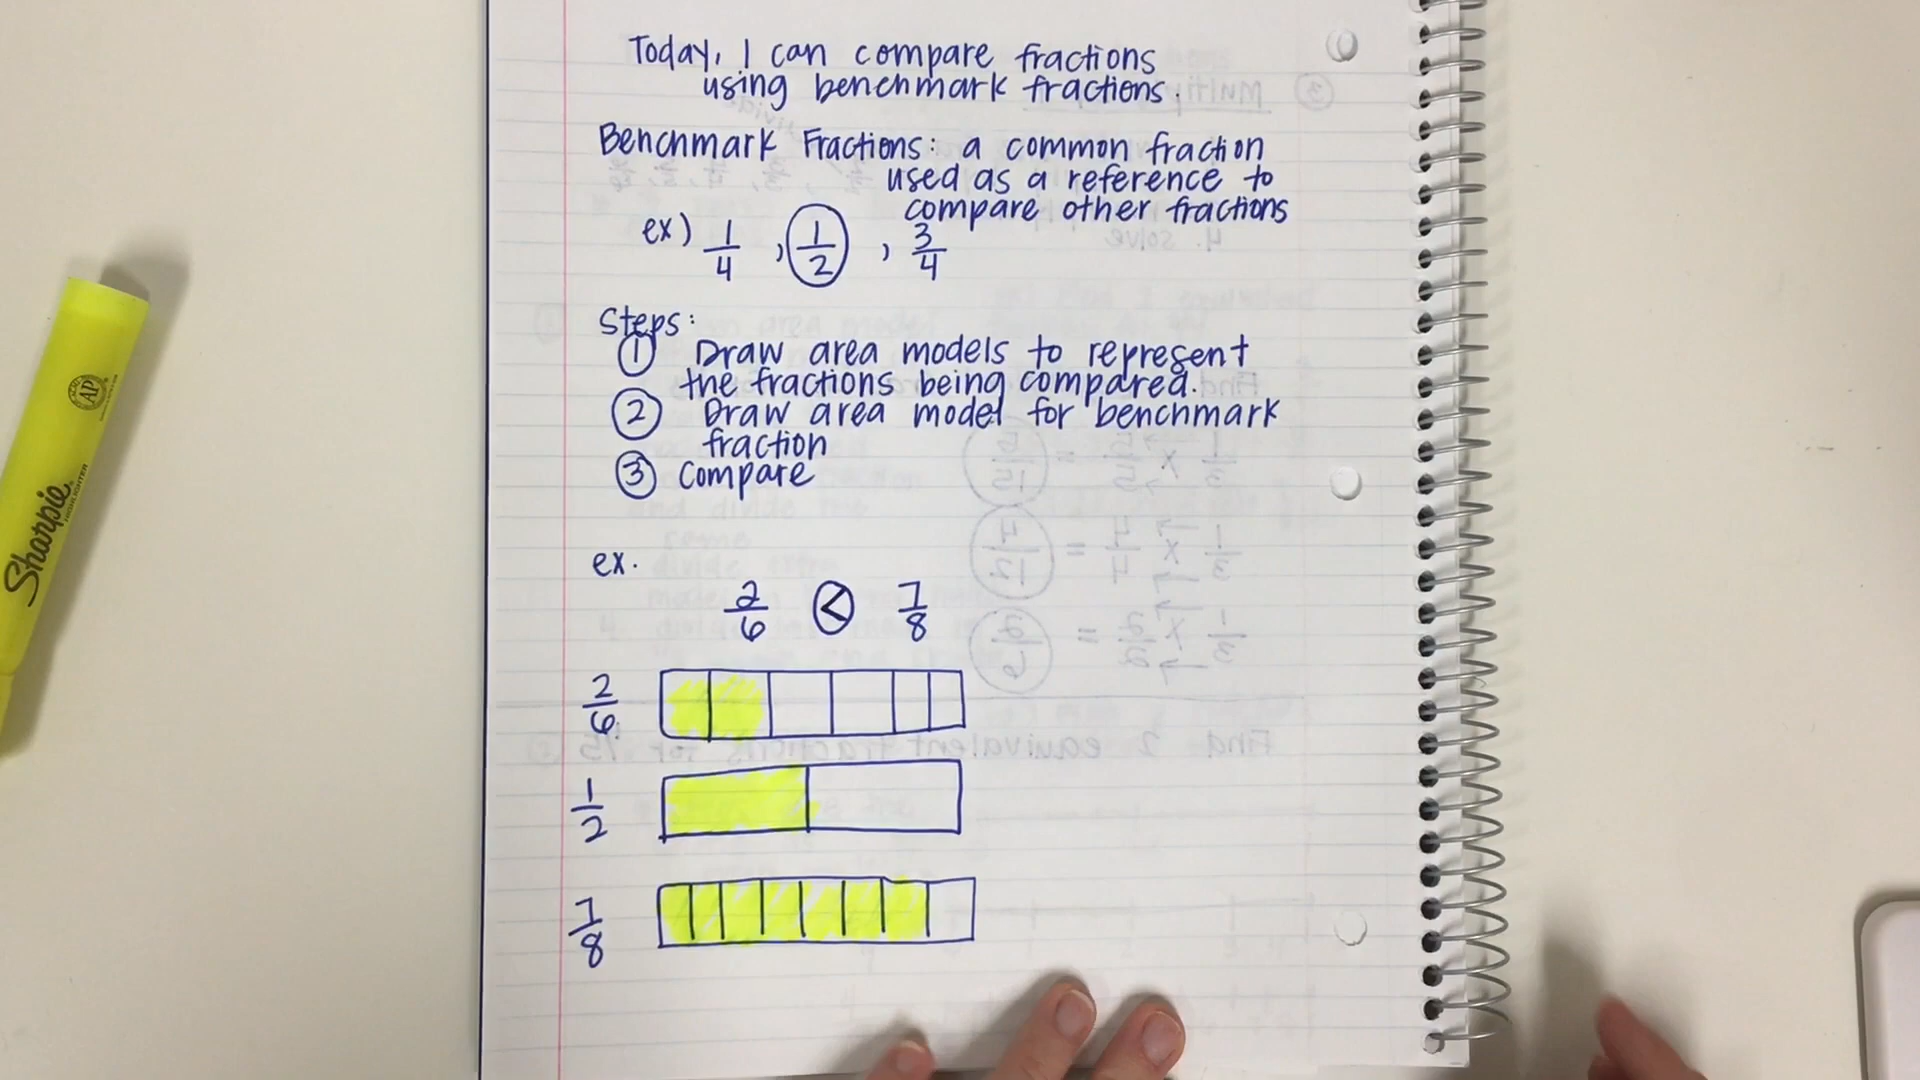 Today, I can compare fractions
using benchmark fractions.
Benchmark Fractions: a common fraction
used as a reference to
compare other fractions
ex) 1/4, 1/2, 3/4
Steps:
① Draw area models to represent
the fractions being compared.
② Draw area model for benchmark
fraction
③ Compare
ex.
2/6 < 7/8
2/6
1/2
7/8
Sharpie
HIGHLIGHTER
AP